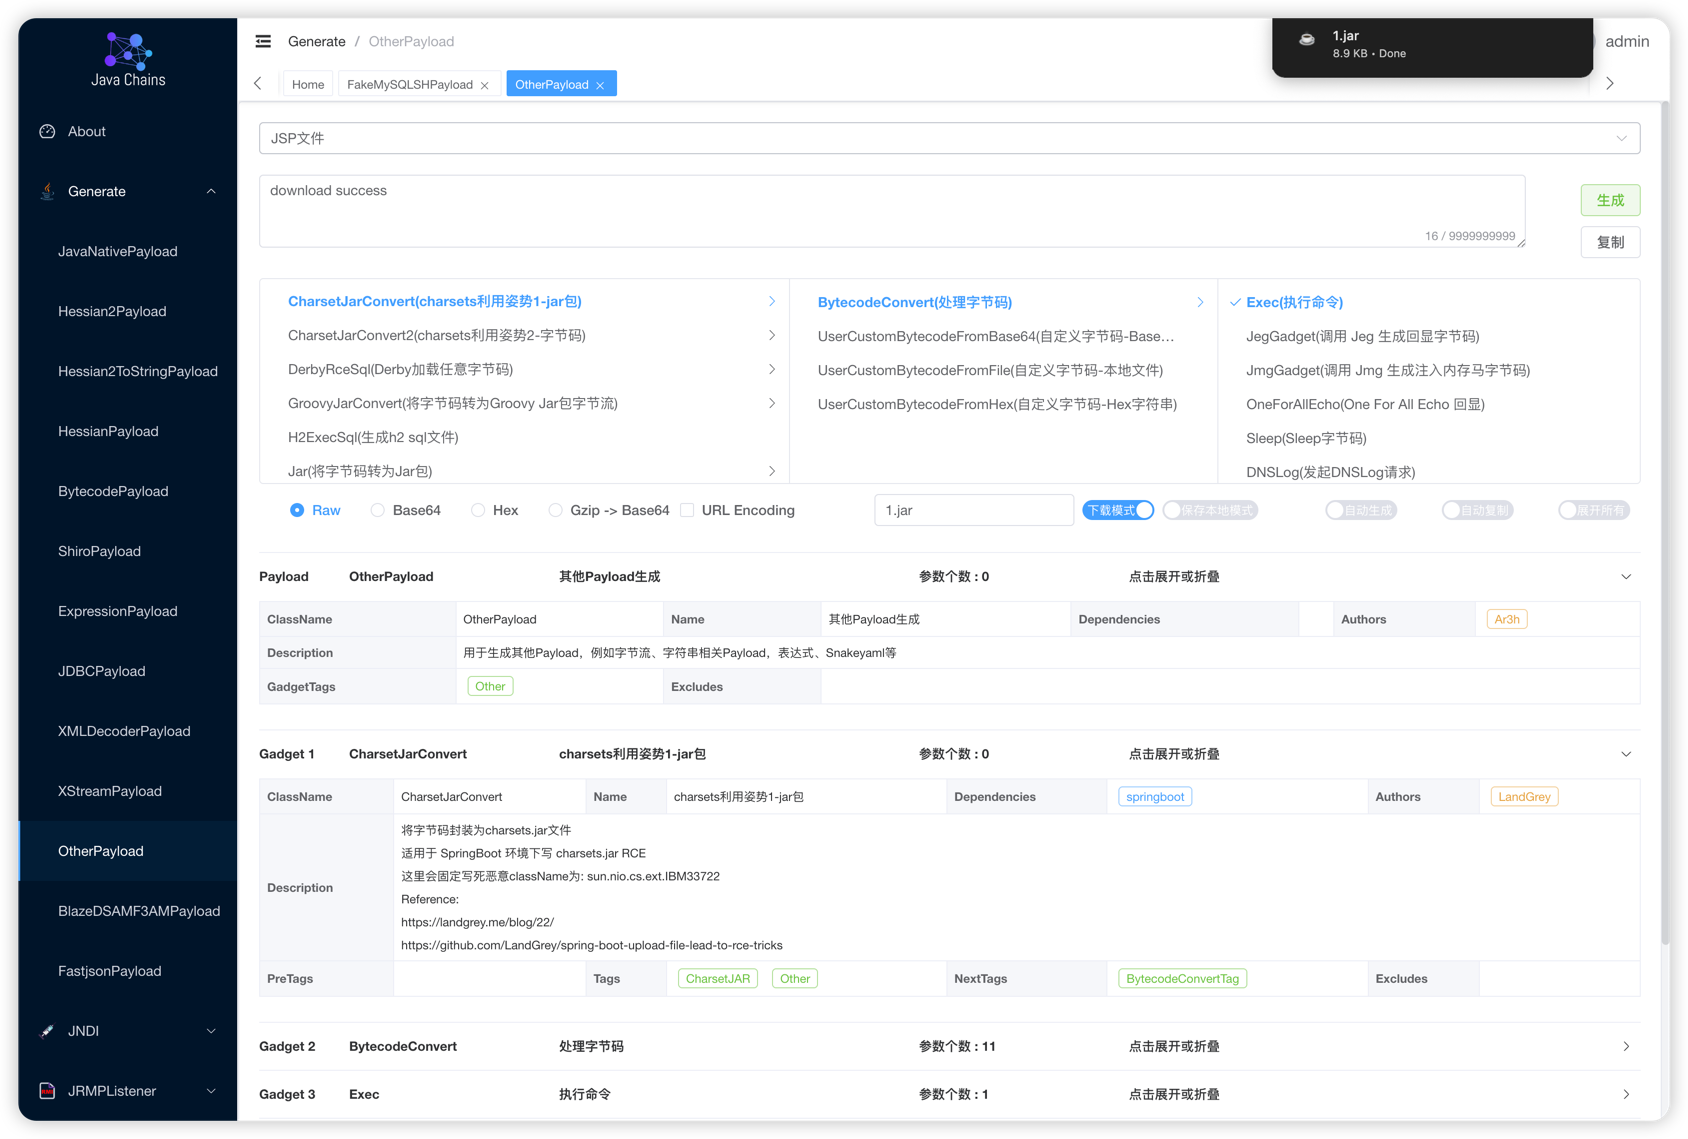 Java Chains
About
Generate
JavaNativePayload
Hessian2Payload
Hessian2ToStringPayload
HessianPayload
BytecodePayload
ShiroPayload
ExpressionPayload
JDBCPayload
XMLDecoderPayload
XStreamPayload
OtherPayload
BlazeDSAMF3AMPayload
FastjsonPayload
JNDI
JRMPListener
Generate / OtherPayload
1.jar
8.9 KB • Done
admin
Home FakeMySQLSHPayload OtherPayload
JSP文件
download success
16 / 9999999999
生成
复制
CharsetJarConvert(charsets利用姿势1-jar包)
CharsetJarConvert2(charsets利用姿势2-字节码)
DerbyRceSql(Derby加载任意字节码)
GroovyJarConvert(将字节码转为Groovy Jar包字节流)
H2ExecSql(生成h2 sql文件)
Jar(将字节码转为Jar包)
BytecodeConvert(处理字节码)
UserCustomBytecodeFromBase64(自定义字节码-Base...
UserCustomBytecodeFromFile(自定义字节码-本地文件)
UserCustomBytecodeFromHex(自定义字节码-Hex字符串)
Exec(执行命令)
JegGadget(调用 Jeg 生成回显字节码)
JmgGadget(调用 Jmg 生成注入内存马字节码)
OneForAllEcho(One For All Echo 回显)
Sleep(Sleep字节码)
DNSLog(发起DNSLog请求)
Raw Base64 Hex Gzip -> Base64 URL Encoding 1.jar 下载模式 保存本地模式 自动生成 自动复制 展开所有
Payload OtherPayload 其他Payload生成 参数个数 : 0 点击展开或折叠
ClassName OtherPayload Name 其他Payload生成 Dependencies Authors Ar3h
Description 用于生成其他Payload，例如字节流、字符串相关Payload，表达式、Snakeyaml等
GadgetTags Other Excludes
Gadget 1 CharsetJarConvert charsets利用姿势1-jar包 参数个数 : 0 点击展开或折叠
ClassName CharsetJarConvert Name charsets利用姿势1-jar包 Dependencies springboot Authors LandGrey
Description
将字节码封装为charsets.jar文件
适用于 SpringBoot 环境下写 charsets.jar RCE
这里会固定写死恶意className为: sun.nio.cs.ext.IBM33722
Reference:
https://landgrey.me/blog/22/
https://github.com/LandGrey/spring-boot-upload-file-lead-to-rce-tricks
PreTags Tags CharsetJAR Other NextTags BytecodeConvertTag Excludes
Gadget 2 BytecodeConvert 处理字节码 参数个数 : 11 点击展开或折叠
Gadget 3 Exec 执行命令 参数个数 : 1 点击展开或折叠